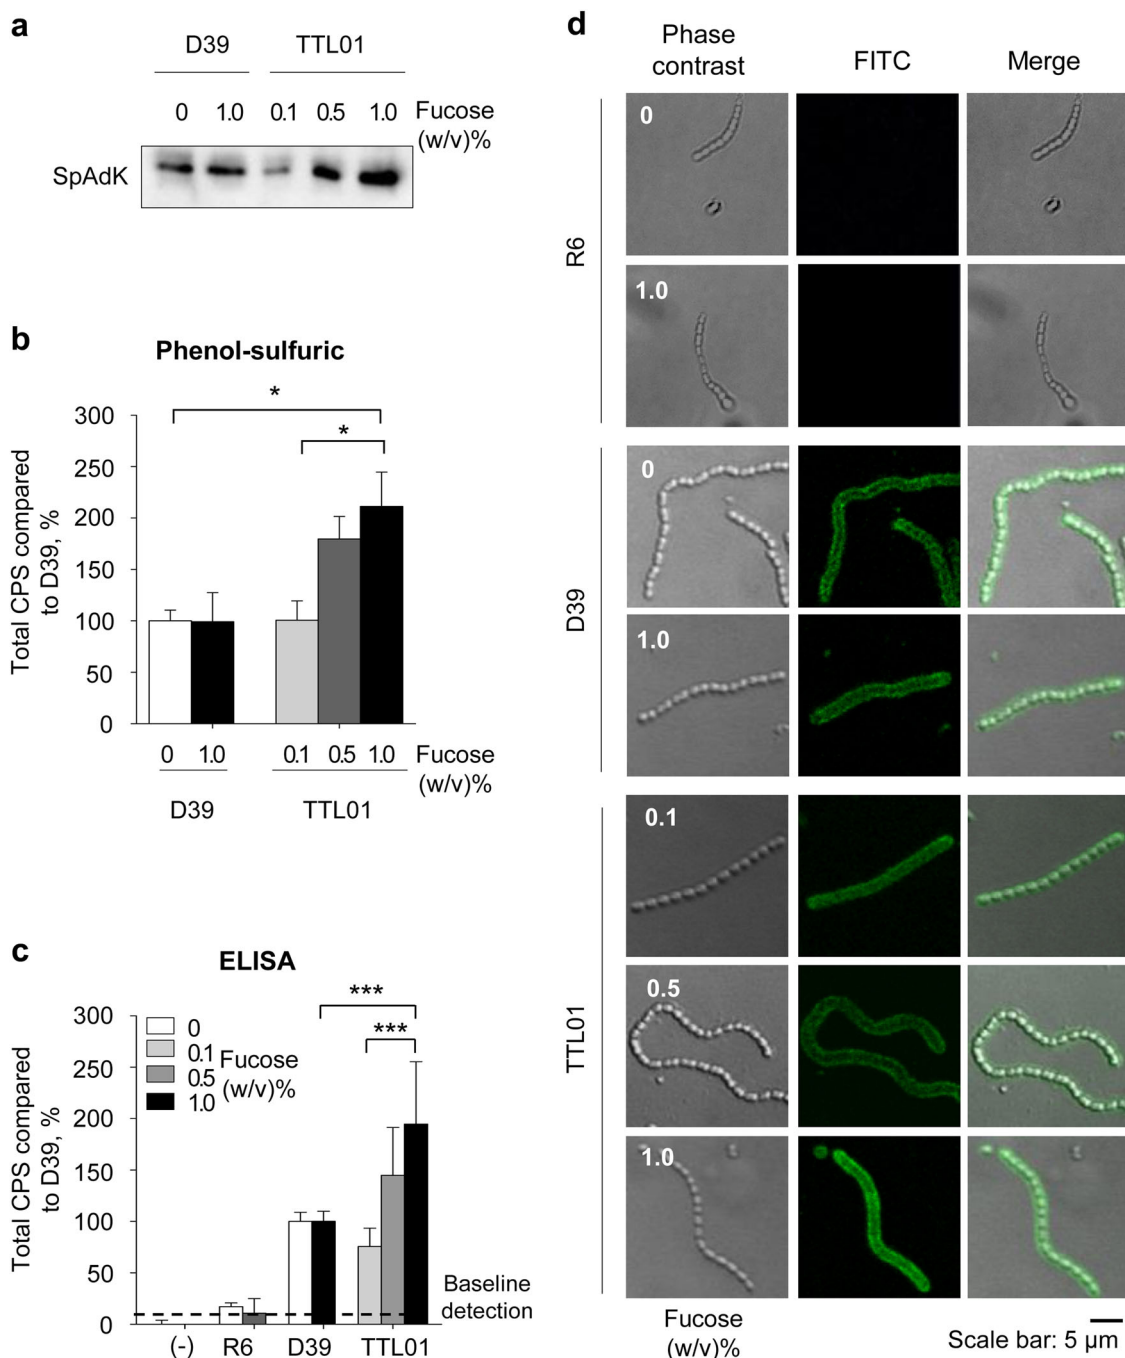 a
D39 TTL01
0 1.0 0.1 0.5 1.0 Fucose
(w/v)%
SpAdK
b
Phenol-sulfuric
*
*
Total CPS compared
to D39, %
300
250
200
150
100
50
0
0 1.0 0.1 0.5 1.0 Fucose
(w/v)%
D39 TTL01
c
ELISA
***
***
Total CPS compared
to D39, %
300
250
200
150
100
50
0
0
0.1
0.5
1.0
Fucose
(w/v)%
Baseline
detection
(-) R6 D39 TTL01
d
Phase
contrast
FITC
Merge
R6
0
1.0
D39
0
1.0
TTL01
0.1
0.5
1.0
Fucose
(w/v)%
Scale bar: 5 µm